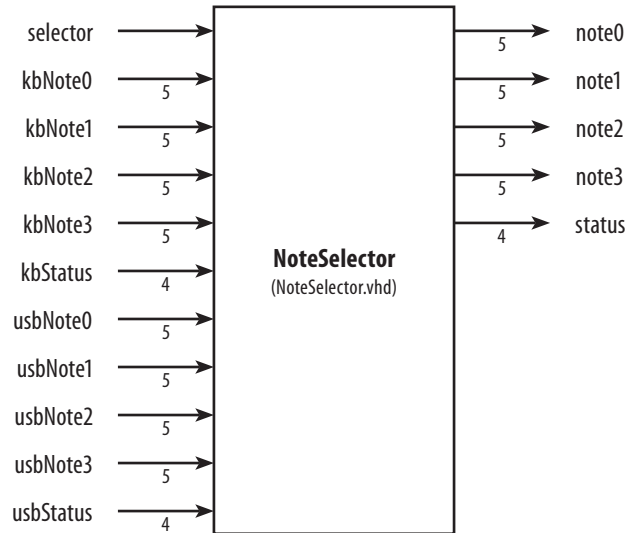 selector
kbNote0
5
kbNote1
5
kbNote2
5
kbNote3
5
kbStatus
4
usbNote0
5
usbNote1
5
usbNote2
5
usbNote3
5
usbStatus
4
NoteSelector
(NoteSelector.vhd)
note0
5
note1
5
note2
5
note3
5
status
4